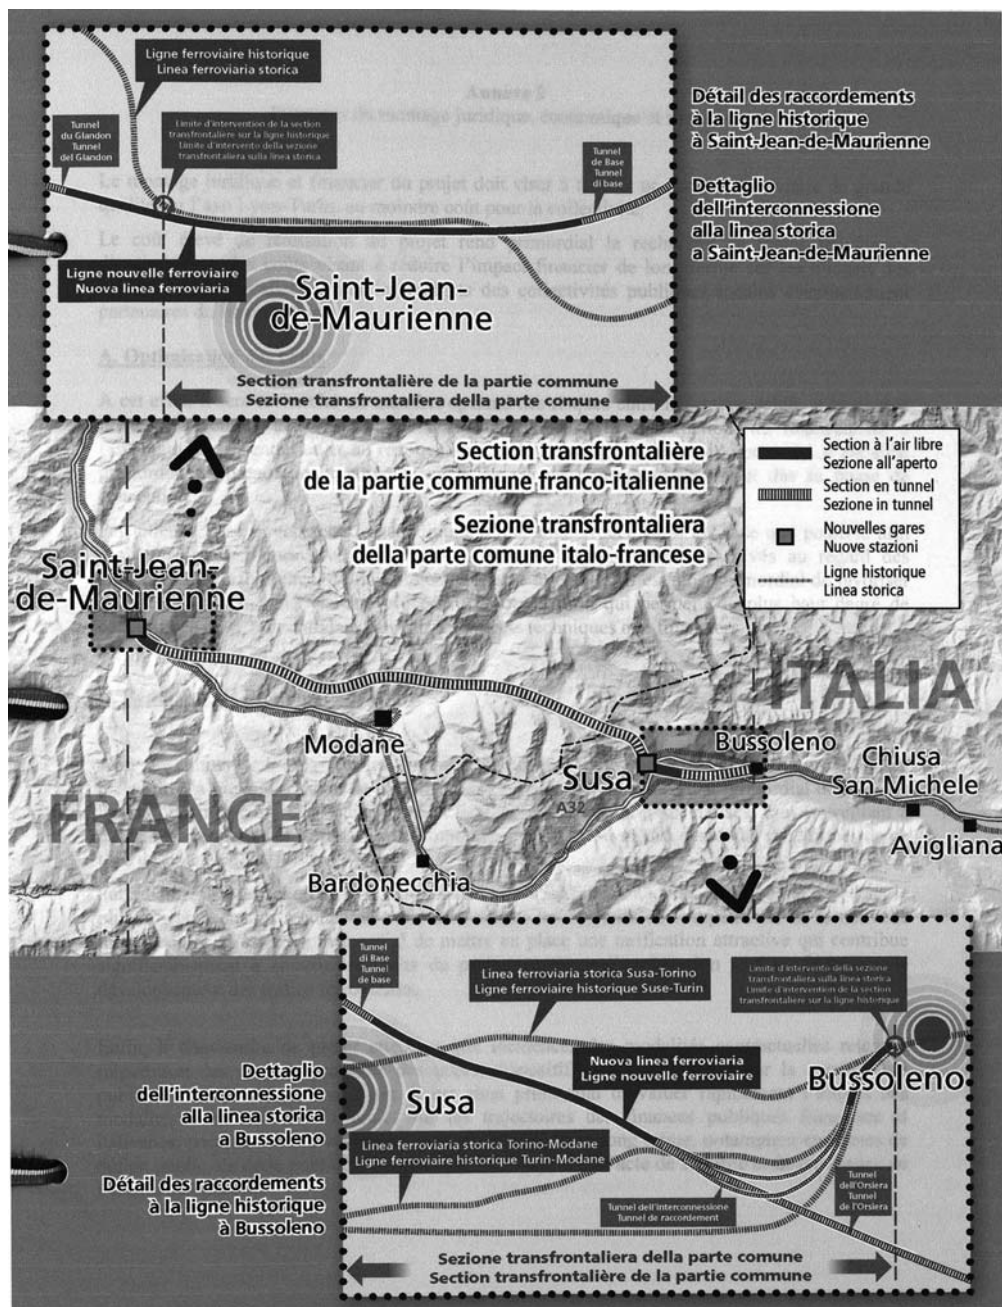 Ligne ferroviaire historique
Linea ferroviaria storica
Tunnel
du Glandon
Tunnel
del Glandon
Limite d'intervention de la section
transfrontalière sur la ligne historique
Limite d'intervento della sezione
transfrontaliera sulla linea storica
Tunnel
de Base
Tunnel
di base
Ligne nouvelle ferroviaire
Nuova linea ferroviaria
Saint-Jean-
de-Maurienne
Section transfrontalière de la partie commune
Sezione transfrontaliera della parte comune
Détail des raccordements
à la ligne historique
à Saint-Jean-de-Maurienne
Dettaglio
dell'interconnessione
alla linea storica
a Saint-Jean-de-Maurienne
Section transfrontalière
de la partie commune franco-italienne
Sezione transfrontaliera
della parte comune italo-francese
Section à l'air libre
Sezione all'aperto
Section en tunnel
Sezione in tunnel
Nouvelles gares
Nuove stazioni
Ligne historique
Linea storica
Saint-Jean-
de-Maurienne
ITALIA
Modane
Susa
Bussoleno
Chiusa
San Michele
A32
FRANCE
Avigliana
Bardonecchia
Tunnel
di Base
Tunnel
de base
Linea ferroviaria storica Susa-Torino
Ligne ferroviaire historique Suse-Turin
Limite d'intervento della sezione
transfrontaliera sulla linea storica
Limite d'intervention de la section
transfrontalière sur la ligne historique
Nuova linea ferroviaria
Ligne nouvelle ferroviaire
Bussoleno
Susa
Dettaglio
dell'interconnessione
alla linea storica
a Bussoleno
Détail des raccordements
à la ligne historique
à Bussoleno
Linea ferroviaria storica Torino-Modane
Ligne ferroviaire historique Turin-Modane
Tunnel dell'interconnessione
Tunnel de raccordement
Tunnel
dell'Orsiera
Tunnel
de l'Orsiera
Sezione transfrontaliera della parte comune
Section transfrontalière de la partie commune